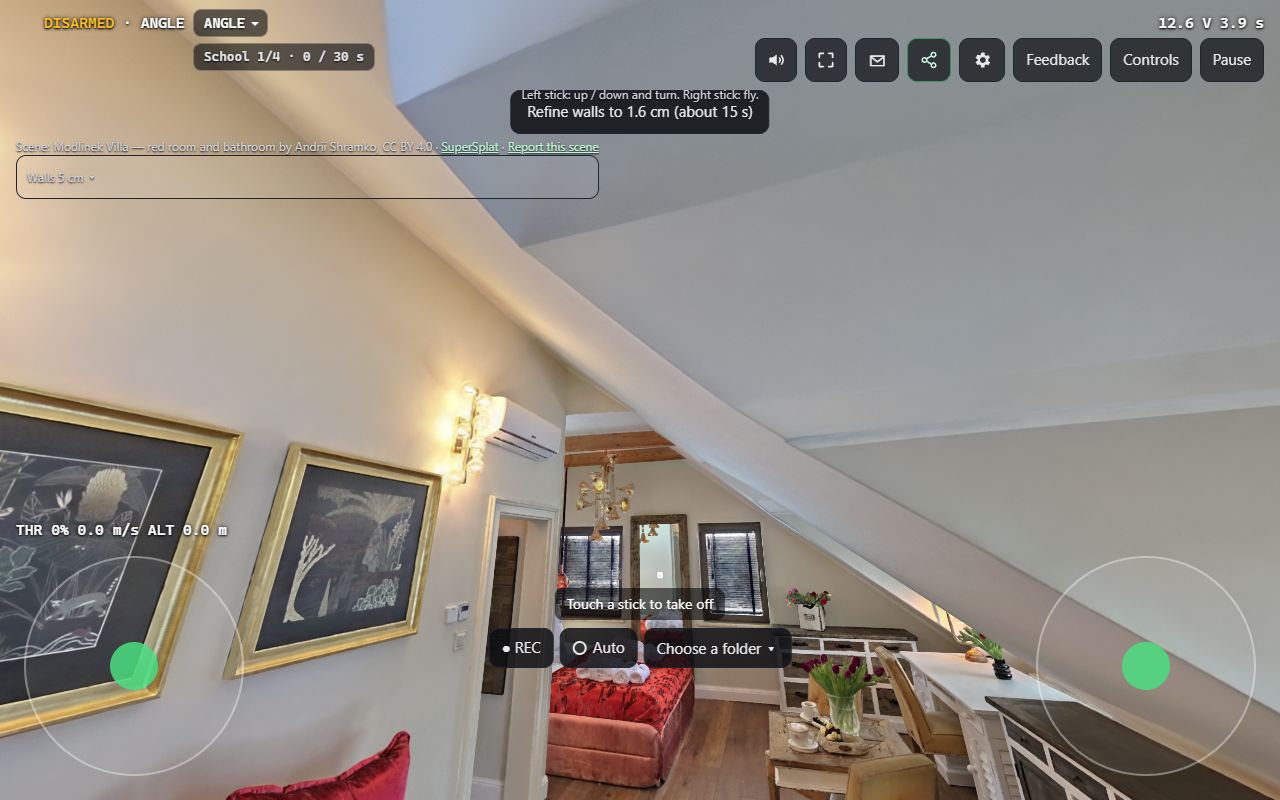 DISARMED · ANGLE ANGLE
12.6 V 3.9 s
School 1/4 · 0 / 30 s
Feedback
Controls
Pause
Left stick: up / down and turn. Right stick: fly.
Refine walls to 1.6 cm (about 15 s)
Scene: Modlinek Villa — red room and bathroom by Andrii Shramko, CC BY 4.0 · SuperSplat · Report this scene
Walls 5 cm
THR 0% 0.0 m/s ALT 0.0 m
Touch a stick to take off
REC
Auto
Choose a folder